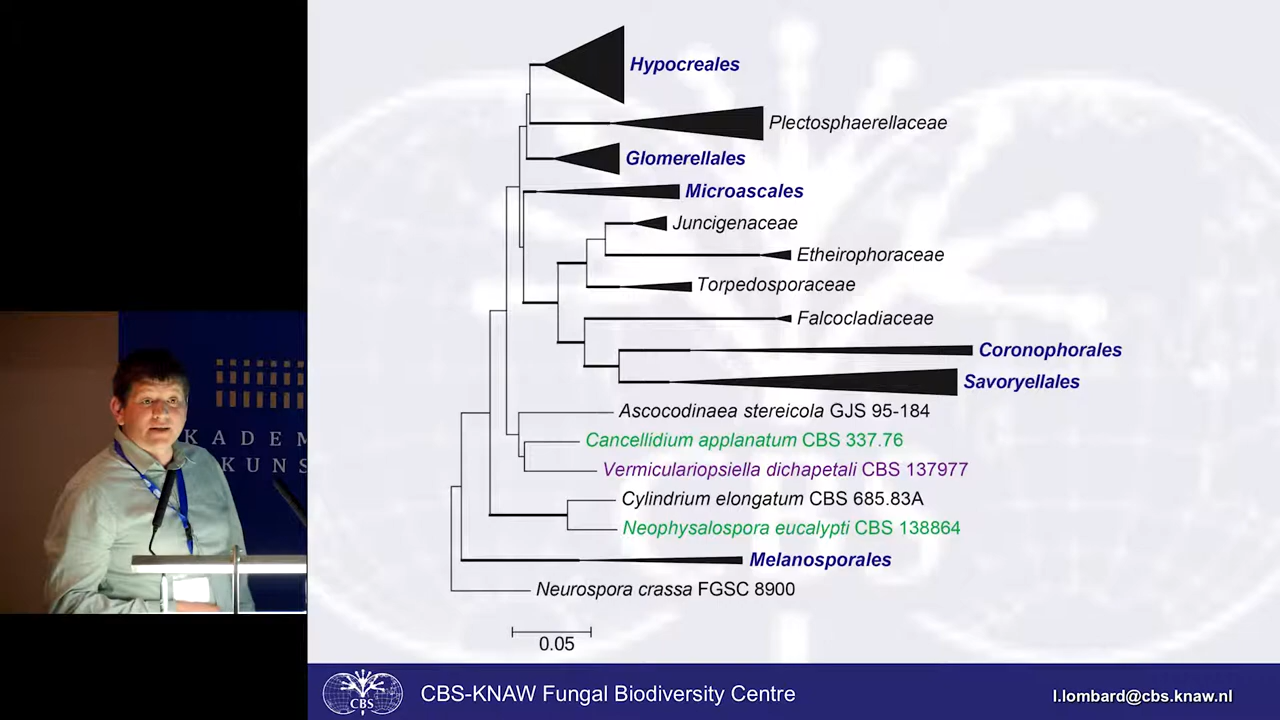 Hypocreales
Plectosphaerellaceae
Glomerellales
Microascales
Juncigenaceae
Etheirophoraceae
Torpedosporaceae
Falcocladiaceae
Coronophorales
Savoryellales
Ascocodinaea stereicola GJS 95-184
Cancellidium applanatum CBS 337.76
Vermiculariopsiella dichapetali CBS 137977
Cylindrium elongatum CBS 685.83A
Neophysalospora eucalypti CBS 138864
Melanosporales
Neurospora crassa FGSC 8900
0.05
KADEM
KUNS
CBS
CBS-KNAW Fungal Biodiversity Centre
l.lombard@cbs.knaw.nl